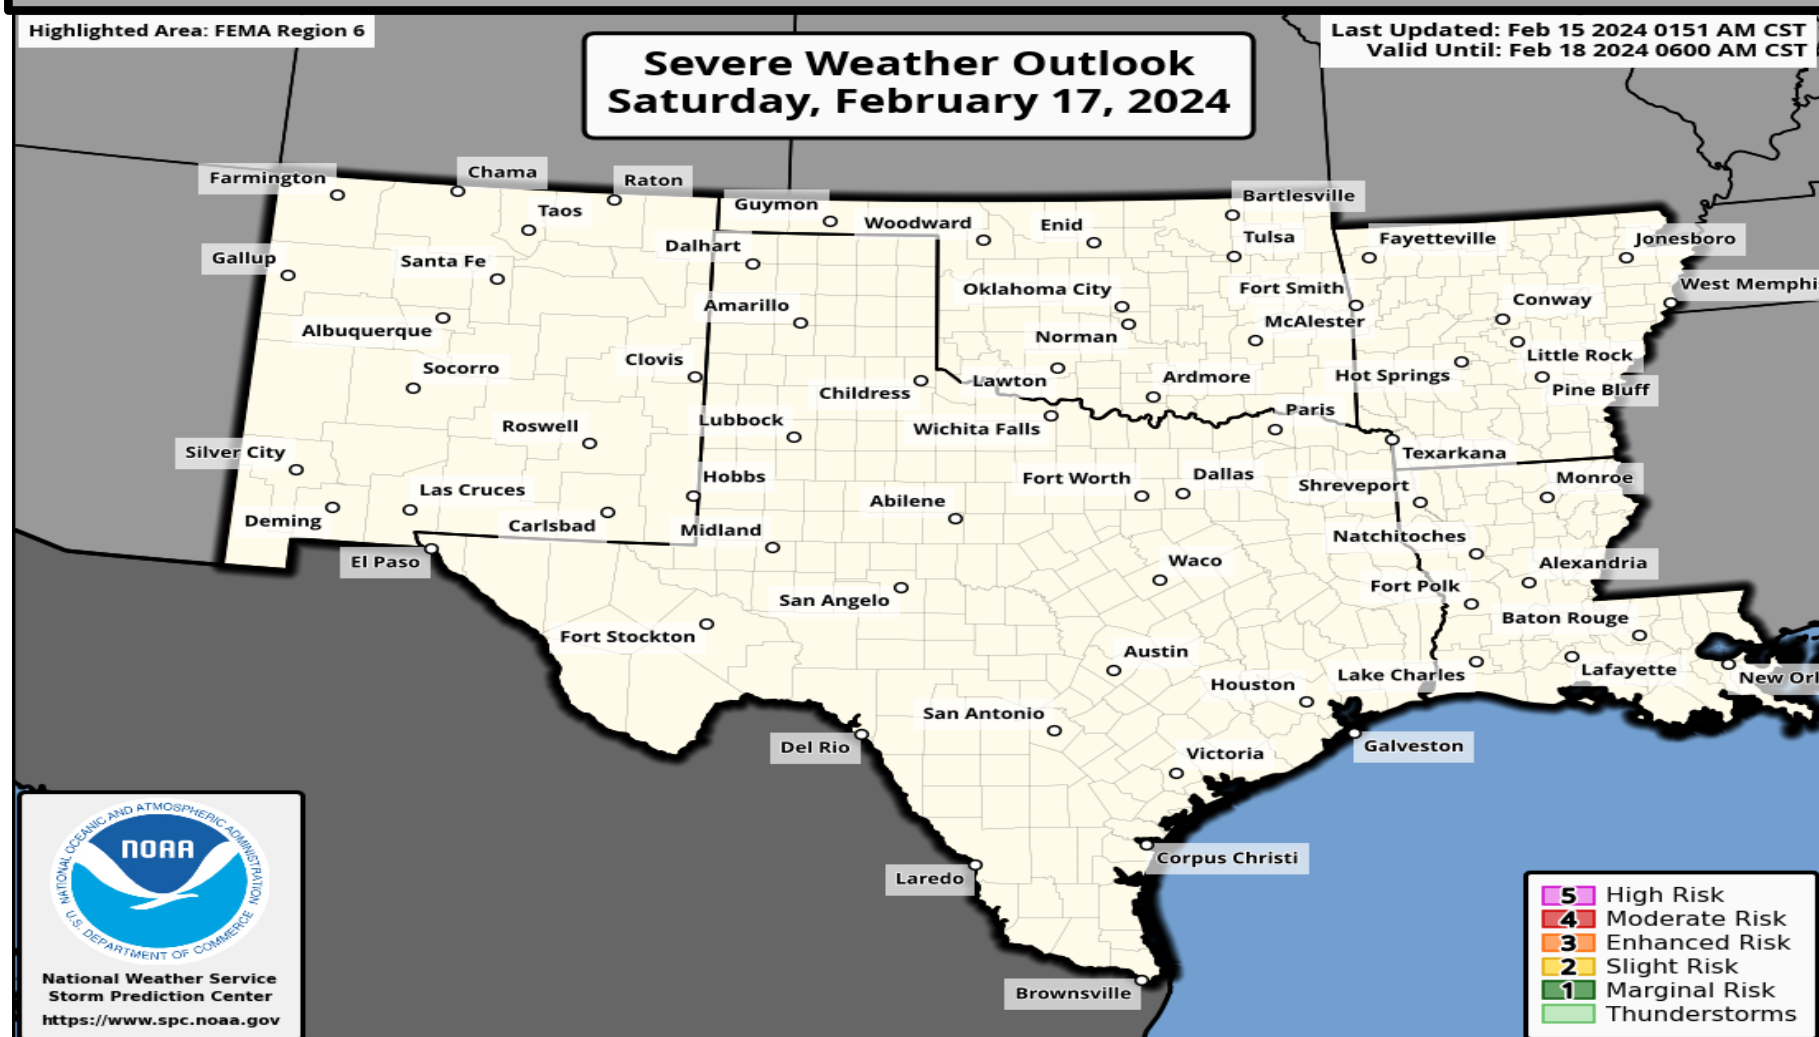 Highlighted Area: FEMA Region 6
Severe Weather Outlook
Saturday, February 17, 2024
Last Updated: Feb 15 2024 0151 AM CST
Valid Until: Feb 18 2024 0600 AM CST
Farmington
Chama
Raton
Guymon
Woodward
Enid
Bartlesville
Taos
Dalhart
Tulsa
Fayetteville
Jonesboro
Gallup
Santa Fe
Oklahoma City
Fort Smith
West Memphi
Amarillo
Conway
Albuquerque
Norman
McAlester
Socorro
Clovis
Little Rock
Childress
Lawton
Ardmore
Hot Springs
Pine Bluff
Roswell
Lubbock
Wichita Falls
Paris
Silver City
Texarkana
Las Cruces
Hobbs
Fort Worth
Dallas
Shreveport
Monroe
Deming
Carlsbad
Midland
Abilene
Natchitoches
El Paso
Waco
Alexandria
San Angelo
Fort Polk
Fort Stockton
Baton Rouge
Austin
Houston
Lake Charles
Lafayette
New Orl
San Antonio
Del Rio
Victoria
Galveston
Corpus Christi
Laredo
Brownsville
NATIONAL OCEANIC AND ATMOSPHERIC ADMINISTRATION
NOAA
U.S. DEPARTMENT OF COMMERCE
National Weather Service
Storm Prediction Center
https://www.spc.noaa.gov
5 High Risk
4 Moderate Risk
3 Enhanced Risk
2 Slight Risk
1 Marginal Risk
Thunderstorms